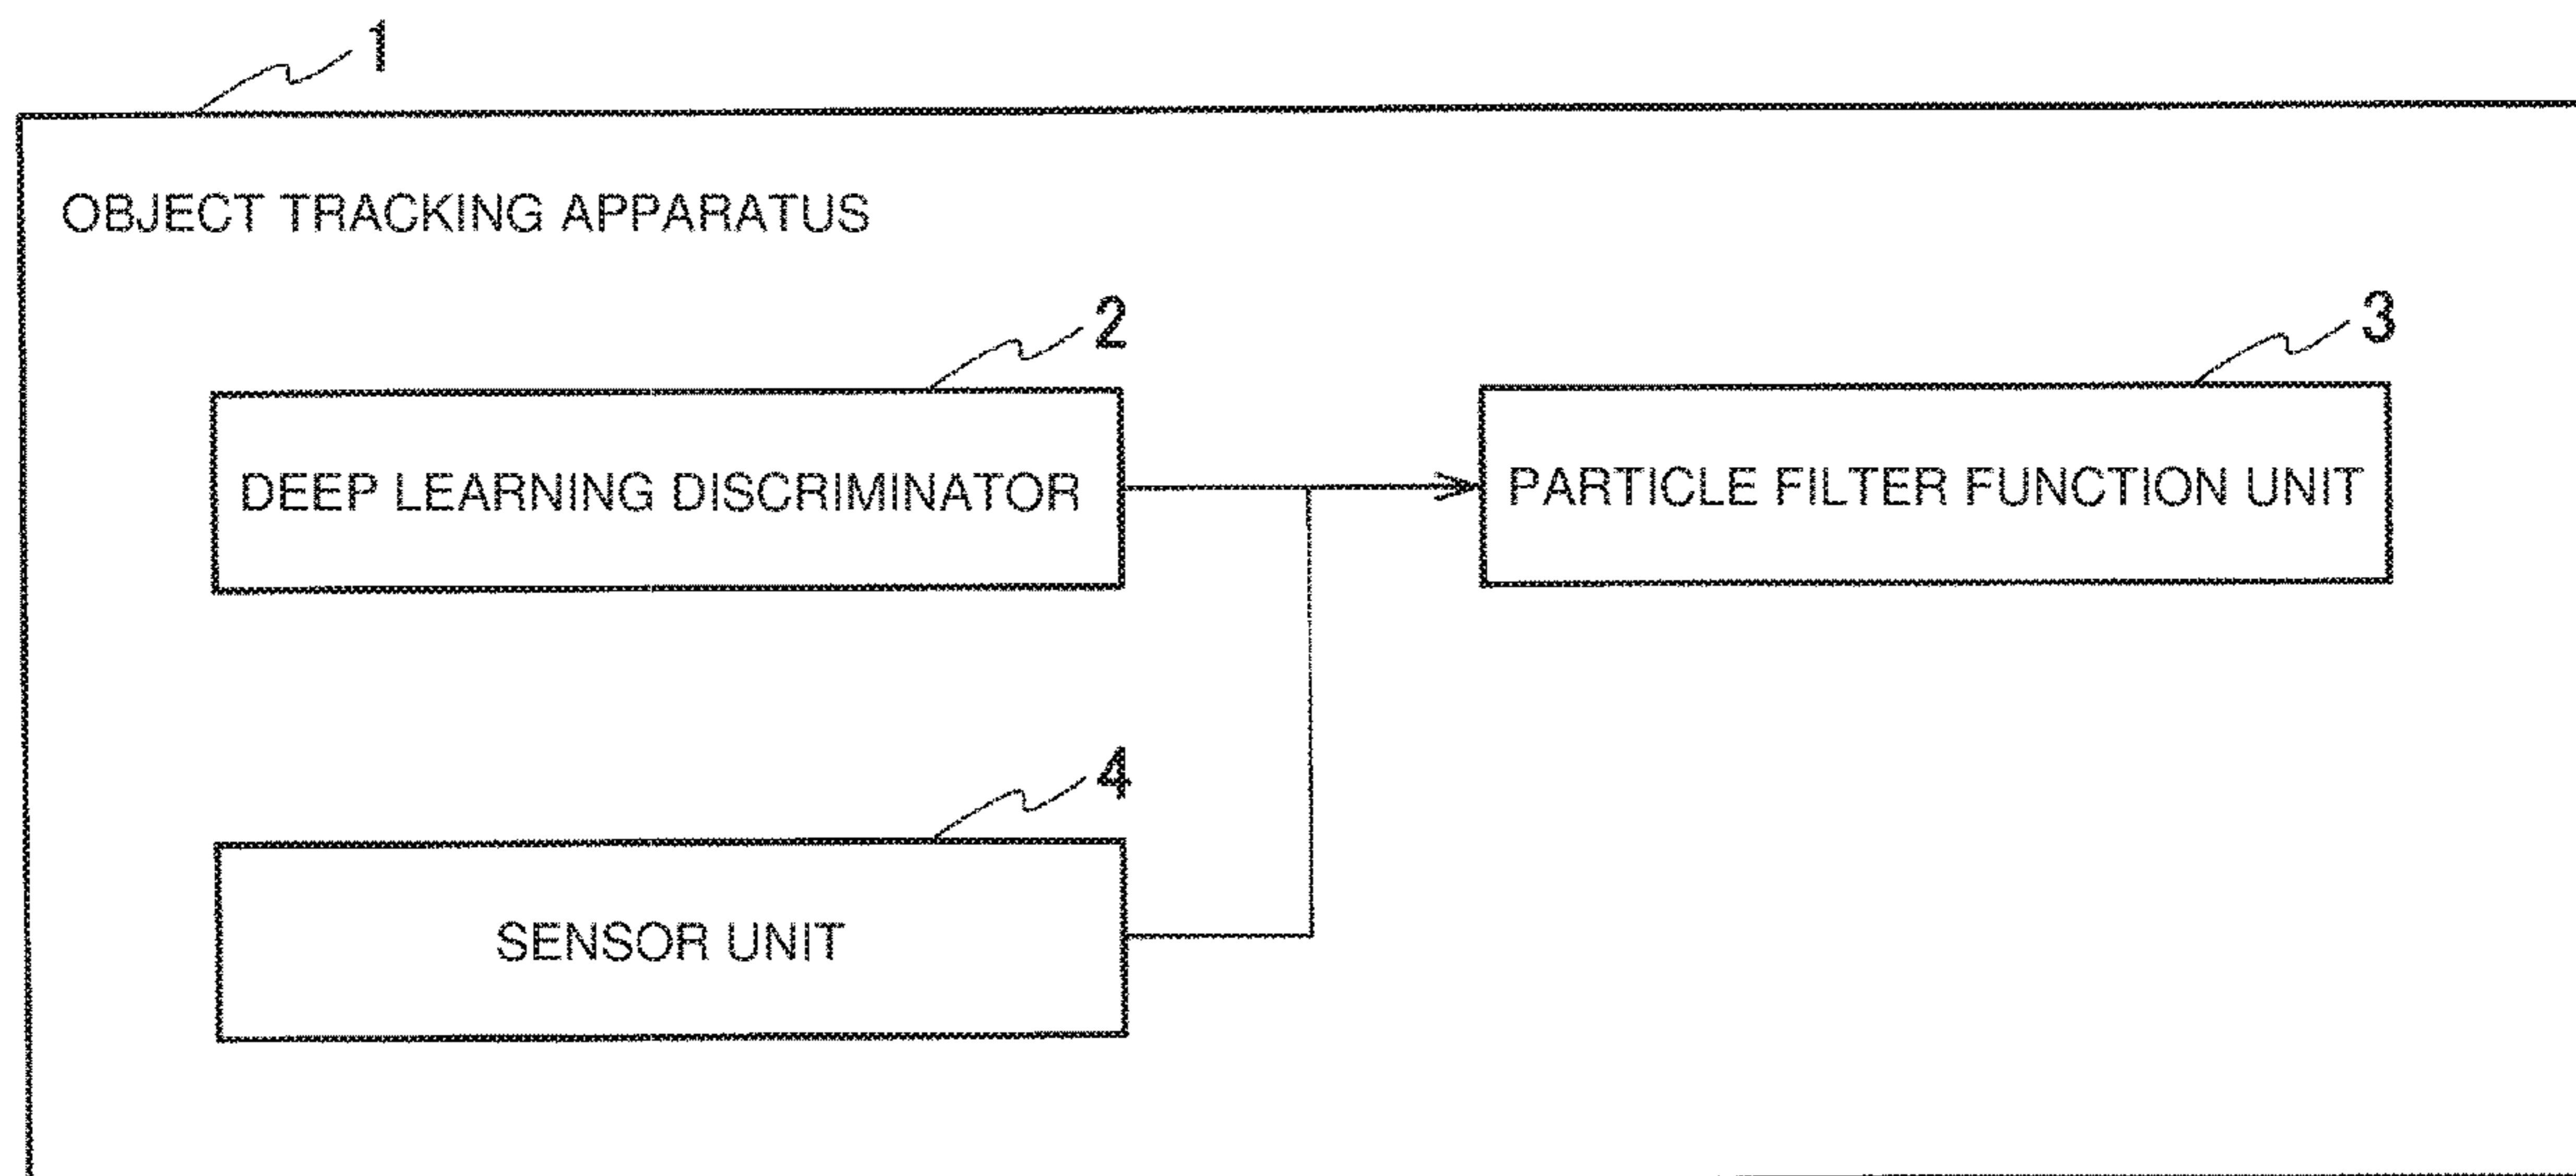 1
OBJECT TRACKING APPARATUS
2
3
DEEP LEARNING DISCRIMINATOR
PARTICLE FILTER FUNCTION UNIT
4
SENSOR UNIT